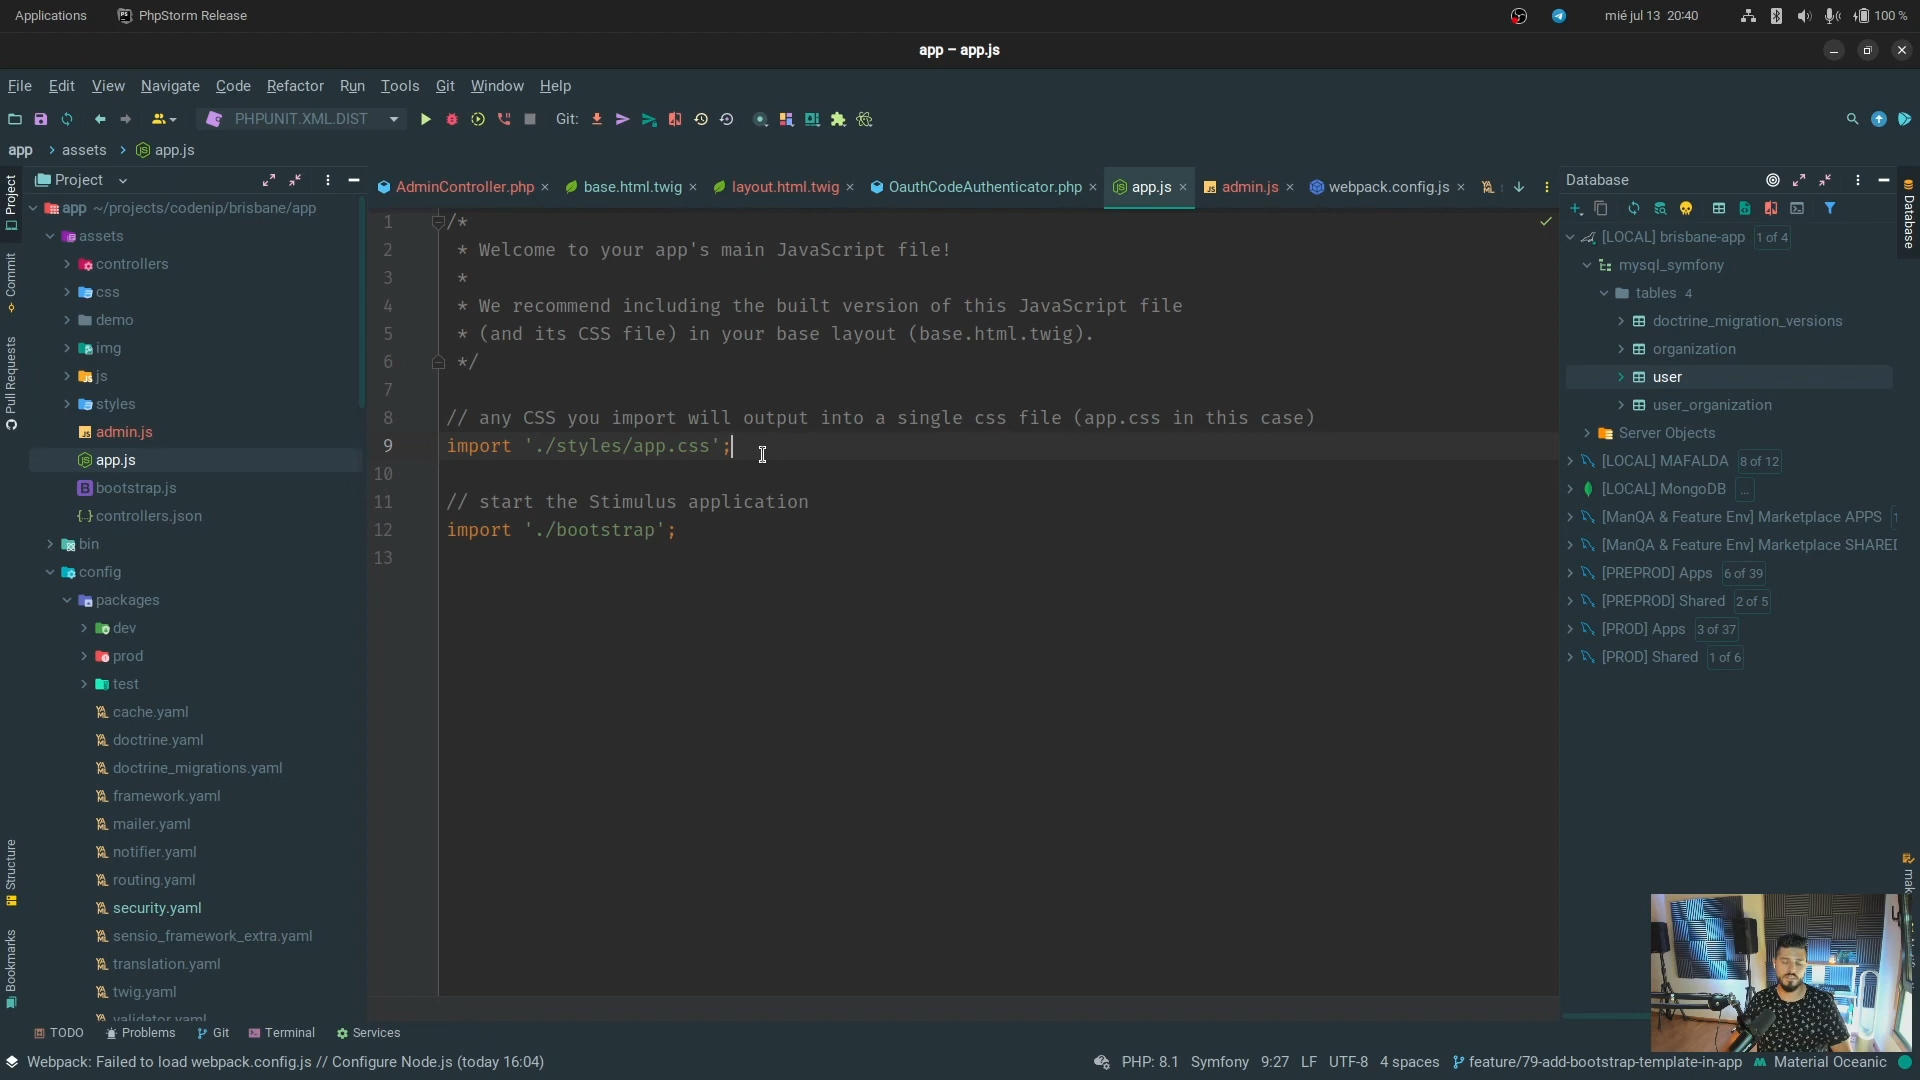 Applications PhpStorm Release mié jul 13 20:40 100 %
app – app.js
File Edit View Navigate Code Refactor Run Tools Git Window Help
PHPUNIT.XML.DIST Git:
app assets app.js
Project
AdminController.php base.html.twig layout.html.twig OauthCodeAuthenticator.php app.js admin.js webpack.config.js
Database
Project
Commit
Pull Requests
Structure
Bookmarks
app ~/projects/codenip/brisbane/app
assets
controllers
css
demo
img
js
styles
admin.js
app.js
bootstrap.js
controllers.json
bin
config
packages
dev
prod
test
cache.yaml
doctrine.yaml
doctrine_migrations.yaml
framework.yaml
mailer.yaml
notifier.yaml
routing.yaml
security.yaml
sensio_framework_extra.yaml
translation.yaml
twig.yaml
validator.yaml
1 /*
2 * Welcome to your app's main JavaScript file!
3 *
4 * We recommend including the built version of this JavaScript file
5 * (and its CSS file) in your base layout (base.html.twig).
6 */
7
8 // any CSS you import will output into a single css file (app.css in this case)
9 import './styles/app.css';
10
11 // start the Stimulus application
12 import './bootstrap';
13
[LOCAL] brisbane-app 1 of 4
mysql_symfony
tables 4
doctrine_migration_versions
organization
user
user_organization
Server Objects
[LOCAL] MAFALDA 8 of 12
[LOCAL] MongoDB ...
[ManQA & Feature Env] Marketplace APPS
[ManQA & Feature Env] Marketplace SHARED
[PREPROD] Apps 6 of 39
[PREPROD] Shared 2 of 5
[PROD] Apps 3 of 37
[PROD] Shared 1 of 6
Database
mak
TODO Problems Git Terminal Services
Webpack: Failed to load webpack.config.js // Configure Node.js (today 16:04) PHP: 8.1 Symfony 9:27 LF UTF-8 4 spaces feature/79-add-bootstrap-template-in-app Material Oceanic